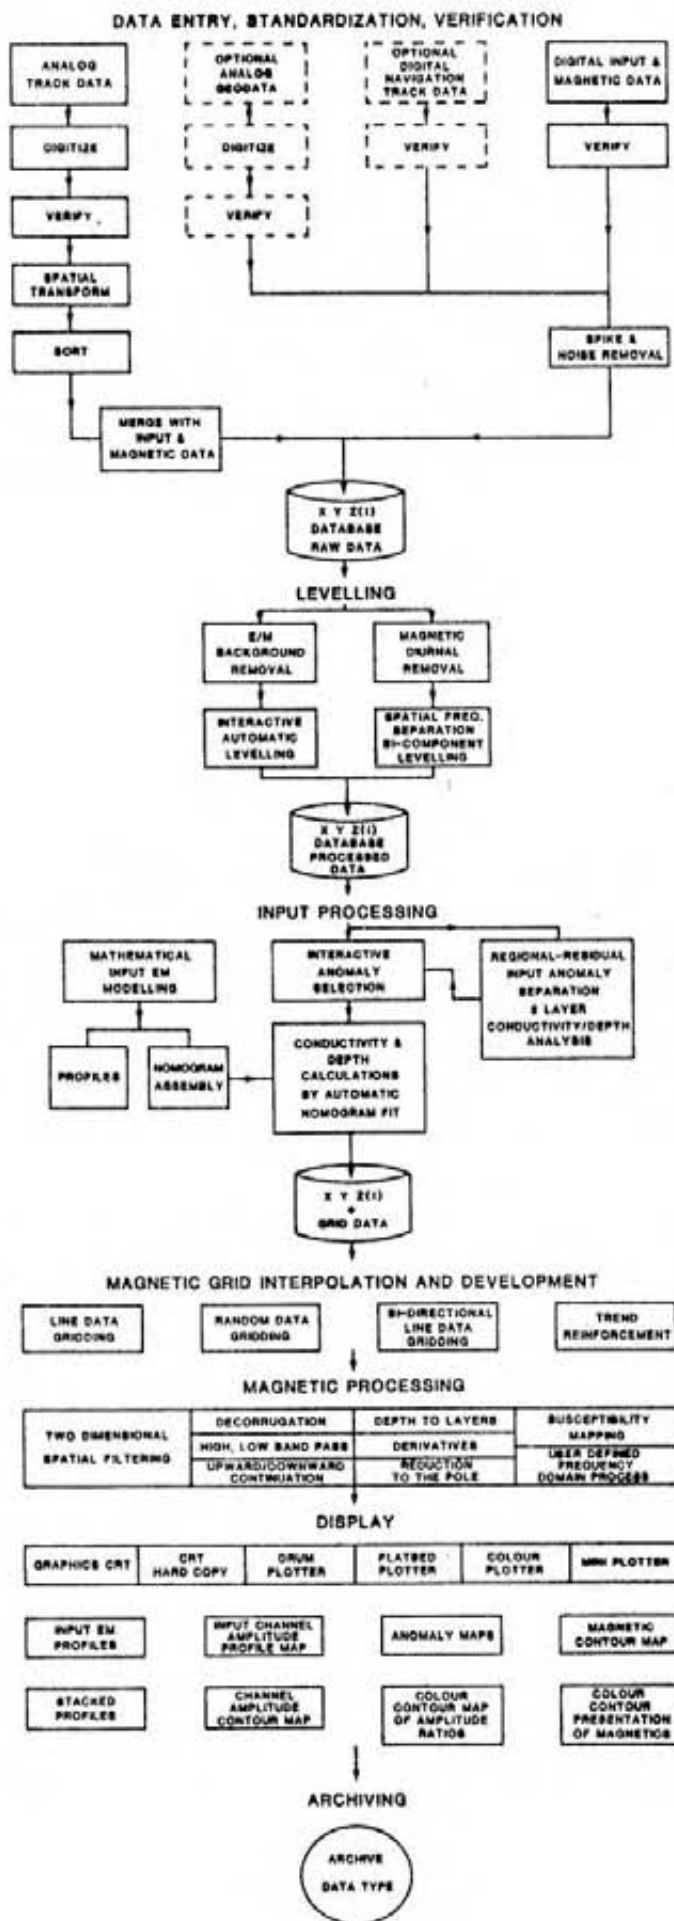 DATA ENTRY, STANDARDIZATION, VERIFICATION
ANALOG
TRACK DATA
OPTIONAL
ANALOG
GEODATA
OPTIONAL
DIGITAL
NAVIGATION
TRACK DATA
DIGITAL INPUT &
MAGNETIC DATA
DIGITIZE
DIGITIZE
VERIFY
VERIFY
VERIFY
VERIFY
SPATIAL
TRANSFORM
SORT
SPIKE &
NOISE REMOVAL
MERGE WITH
INPUT &
MAGNETIC DATA
X Y Z(I)
DATABASE
RAW DATA
LEVELLING
E/M
BACKGROUND
REMOVAL
MAGNETIC
DIURNAL
REMOVAL
INTERACTIVE
AUTOMATIC
LEVELLING
SPATIAL FREQ.
SEPARATION
BI-COMPONENT
LEVELLING
X Y Z(I)
DATABASE
PROCESSED
DATA
INPUT PROCESSING
MATHEMATICAL
INPUT EM
MODELLING
INTERACTIVE
ANOMALY
SELECTION
REGIONAL-RESIDUAL
INPUT ANOMALY
SEPARATION
LAYER
CONDUCTIVITY/DEPTH
ANALYSIS
PROFILES
NOMOGRAM
ASSEMBLY
CONDUCTIVITY &
DEPTH
CALCULATIONS
BY AUTOMATIC
NOMOGRAM FIT
X Y Z(I)
+
GRID DATA
MAGNETIC GRID INTERPOLATION AND DEVELOPMENT
LINE DATA
GRIDDING
RANDOM DATA
GRIDDING
BI-DIRECTIONAL
LINE DATA
GRIDDING
TREND
REINFORCEMENT
MAGNETIC PROCESSING
TWO DIMENSIONAL
SPATIAL FILTERING
DECORRUGATION
HIGH, LOW BAND PASS
UPWARD/DOWNWARD
CONTINUATION
DEPTH TO LAYERS
DERIVATIVES
REDUCTION
TO THE POLE
SUSCEPTIBILITY
MAPPING
USER DEFINED
FREQUENCY
DOMAIN PROCESS
DISPLAY
GRAPHICS CRT
CRT
HARD COPY
DRUM
PLOTTER
FLATBED
PLOTTER
COLOUR
PLOTTER
MINI PLOTTER
INPUT EM
PROFILES
INPUT CHANNEL
AMPLITUDE
PROFILE MAP
ANOMALY MAPS
MAGNETIC
CONTOUR MAP
STACKED
PROFILES
CHANNEL
AMPLITUDE
CONTOUR MAP
COLOUR
CONTOUR MAP
OF AMPLITUDE
RATIOS
COLOUR
CONTOUR
PRESENTATION
OF MAGNETICS
ARCHIVING
ARCHIVE
DATA TYPE